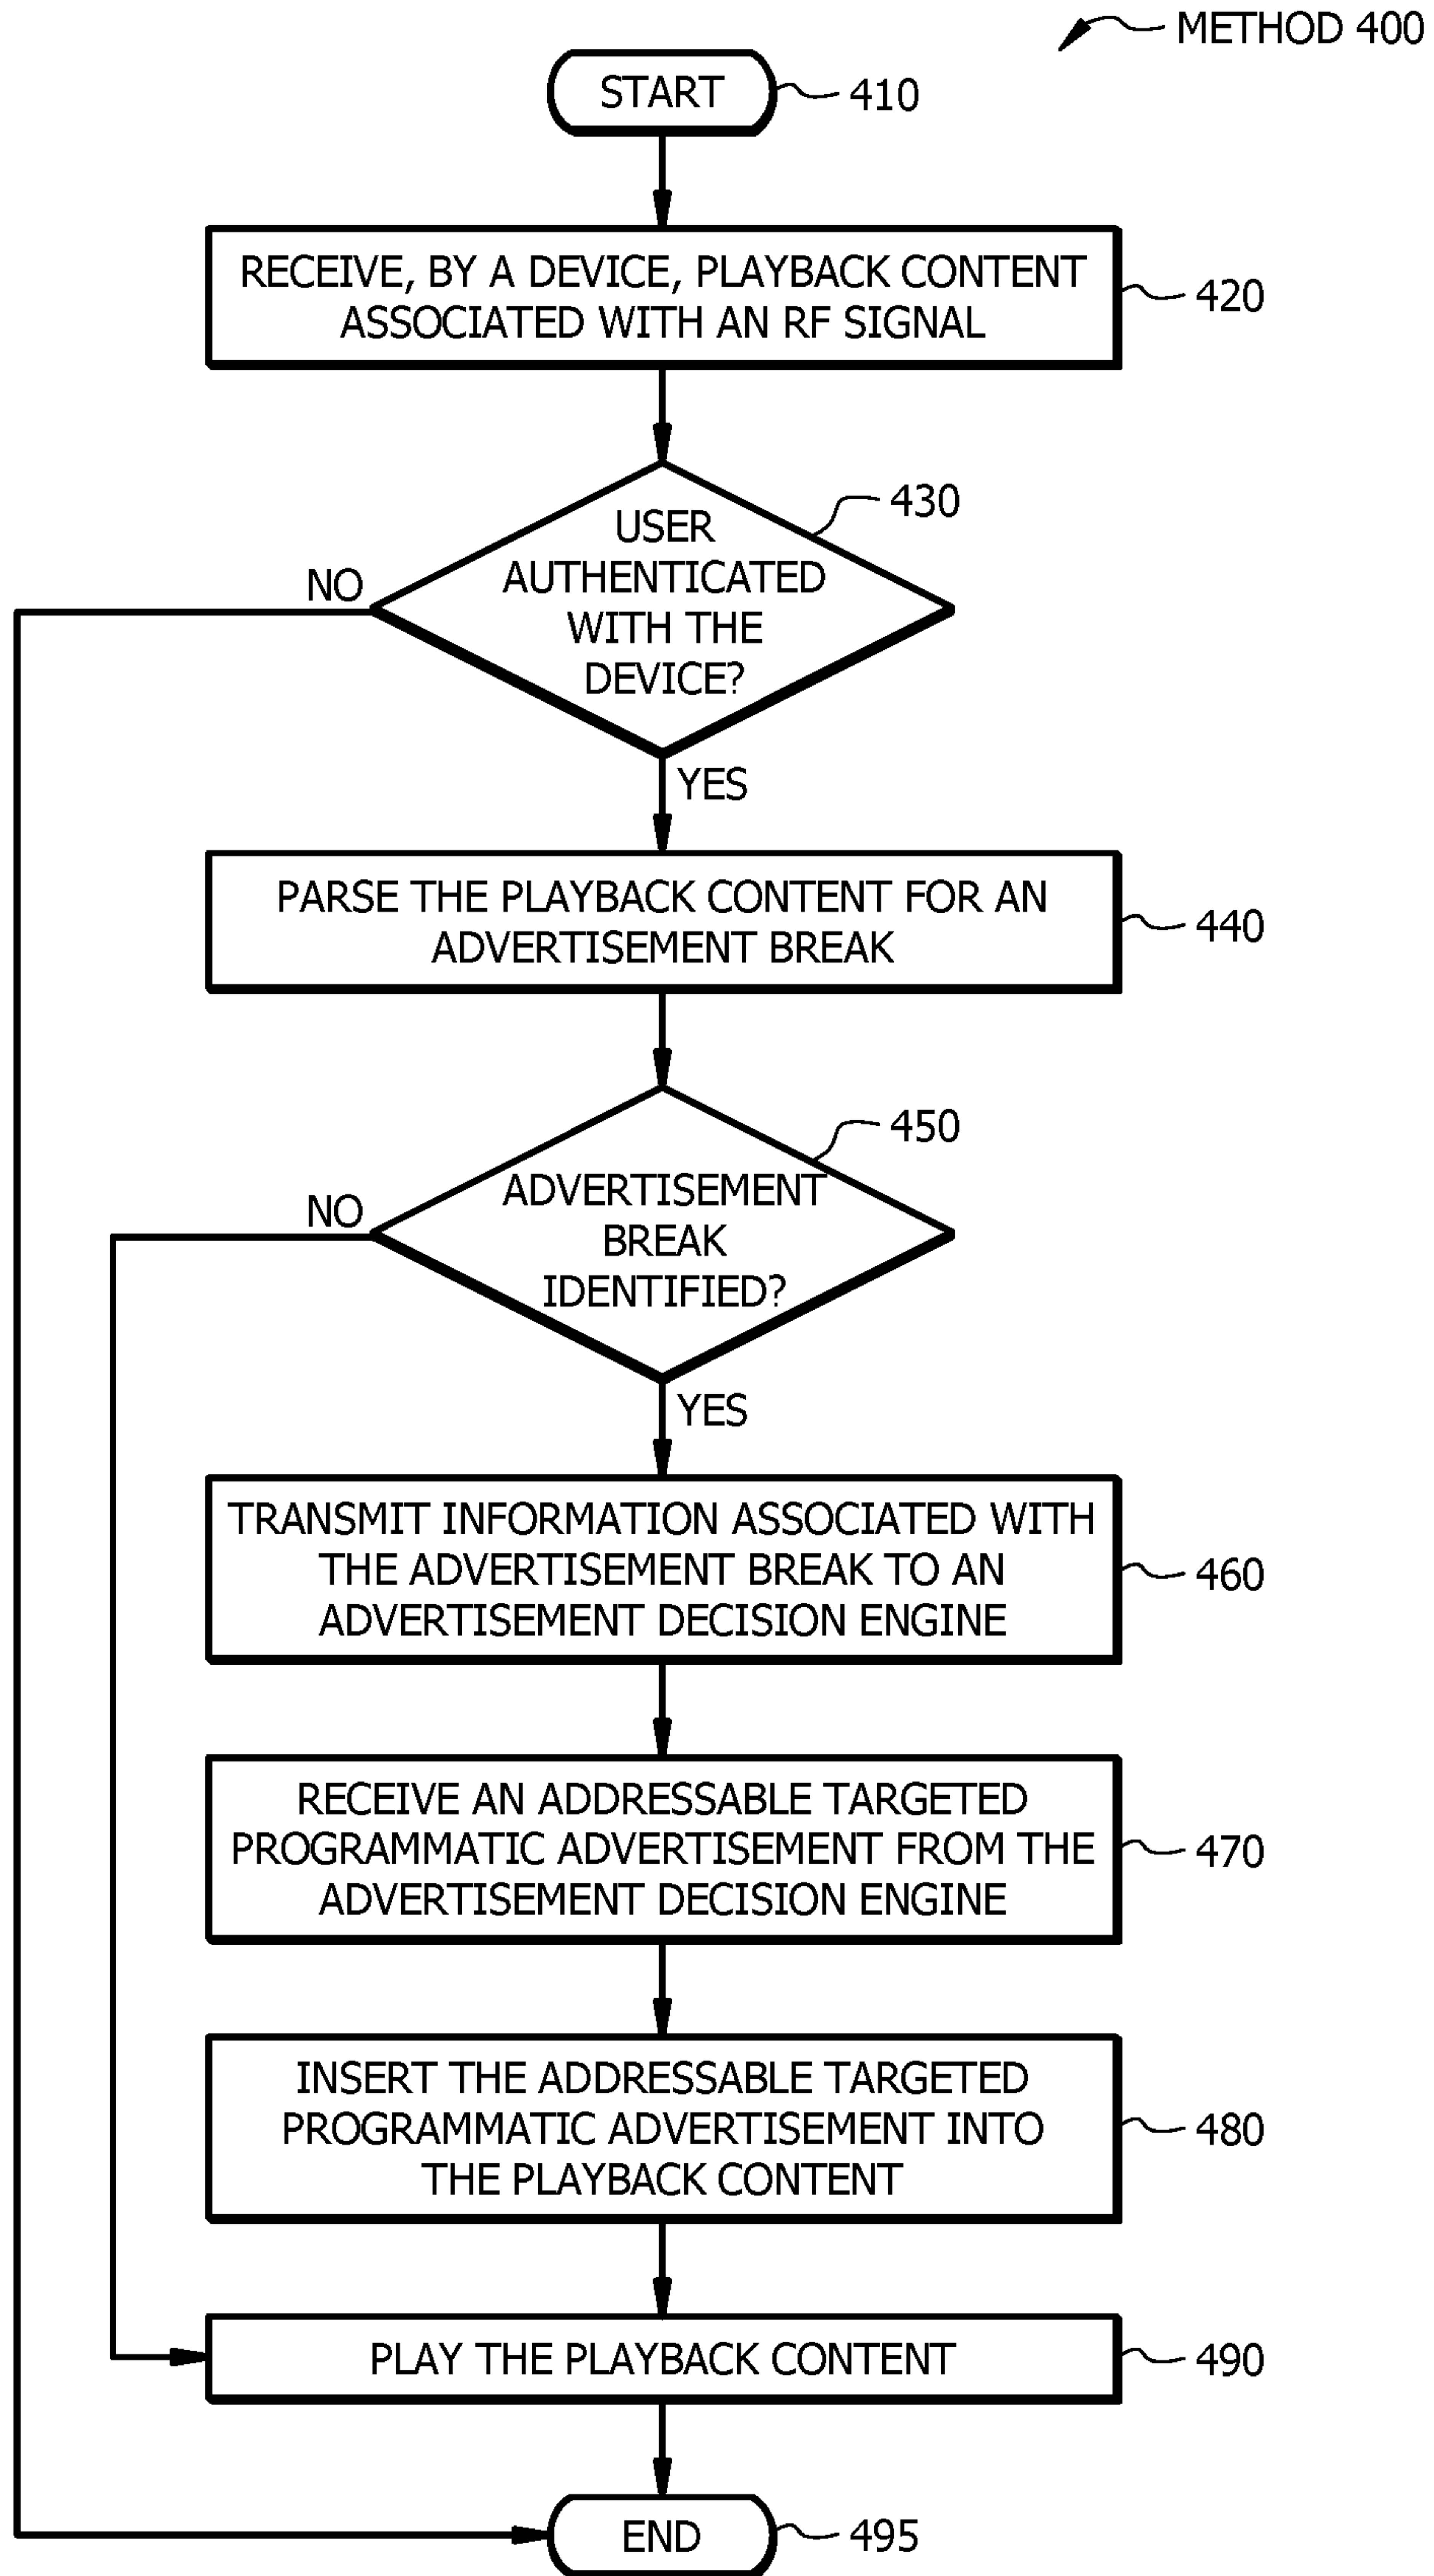 METHOD 400
START
410
RECEIVE, BY A DEVICE, PLAYBACK CONTENT
ASSOCIATED WITH AN RF SIGNAL
420
430
USER
AUTHENTICATED
WITH THE
DEVICE?
NO
YES
PARSE THE PLAYBACK CONTENT FOR AN
ADVERTISEMENT BREAK
440
450
ADVERTISEMENT
BREAK
IDENTIFIED?
NO
YES
TRANSMIT INFORMATION ASSOCIATED WITH
THE ADVERTISEMENT BREAK TO AN
ADVERTISEMENT DECISION ENGINE
460
RECEIVE AN ADDRESSABLE TARGETED
PROGRAMMATIC ADVERTISEMENT FROM THE
ADVERTISEMENT DECISION ENGINE
470
INSERT THE ADDRESSABLE TARGETED
PROGRAMMATIC ADVERTISEMENT INTO
THE PLAYBACK CONTENT
480
PLAY THE PLAYBACK CONTENT
490
END
495